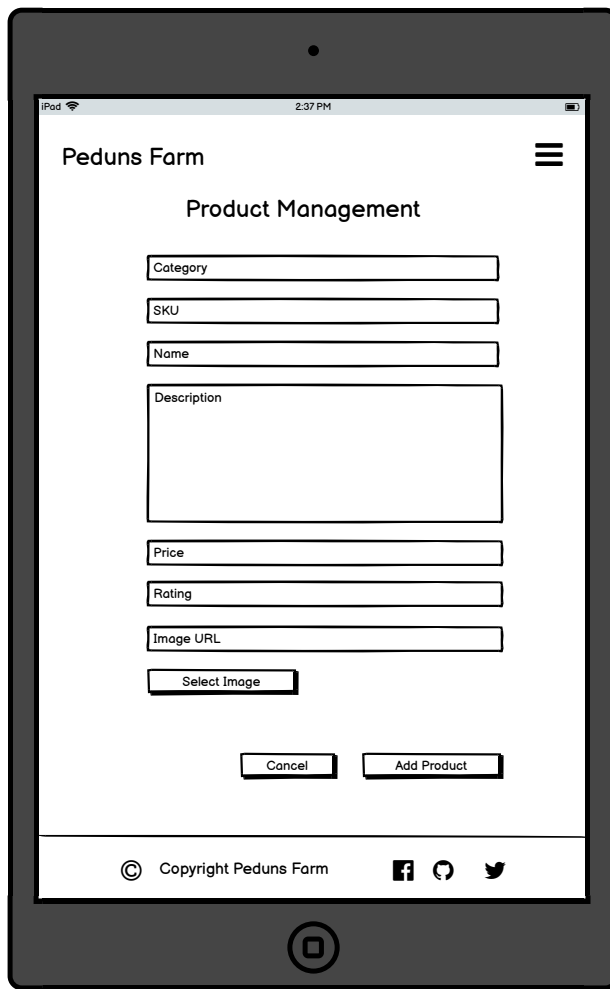 iPad 2:37 PM
Peduns Farm
Product Management
Category
SKU
Name
Description
Price
Rating
Image URL
Select Image
Cancel Add Product
© Copyright Peduns Farm